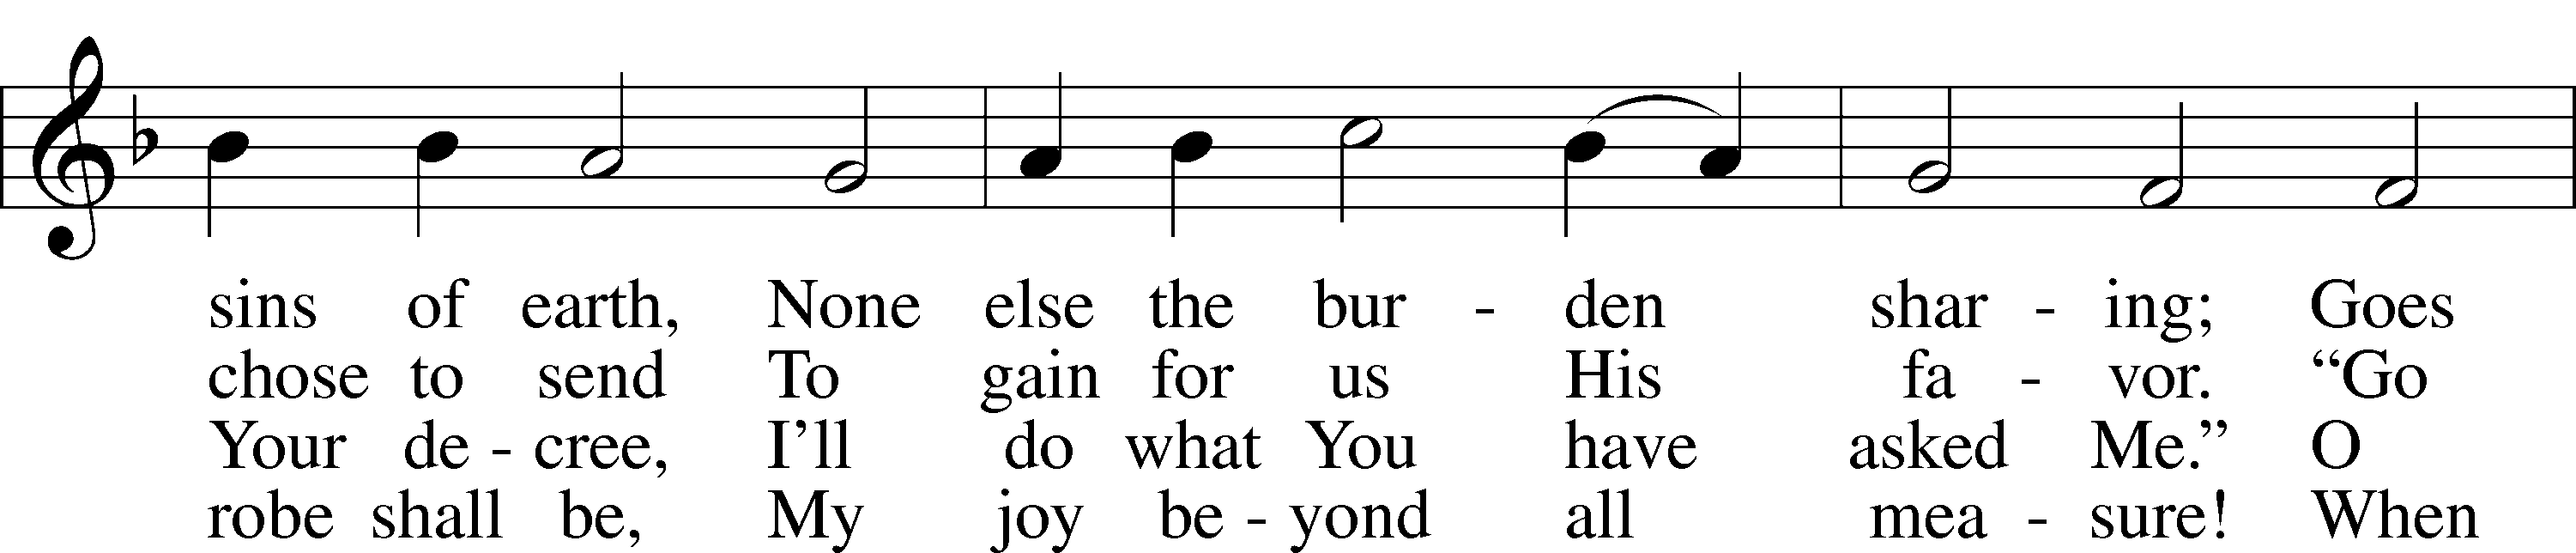 sins of earth, None else the bur - den shar - ing; Goes
chose to send To gain for us His fa - vor. “Go
Your de - cree, I’ll do what You have asked Me.” O
robe shall be, My joy be - yond all mea - sure! When